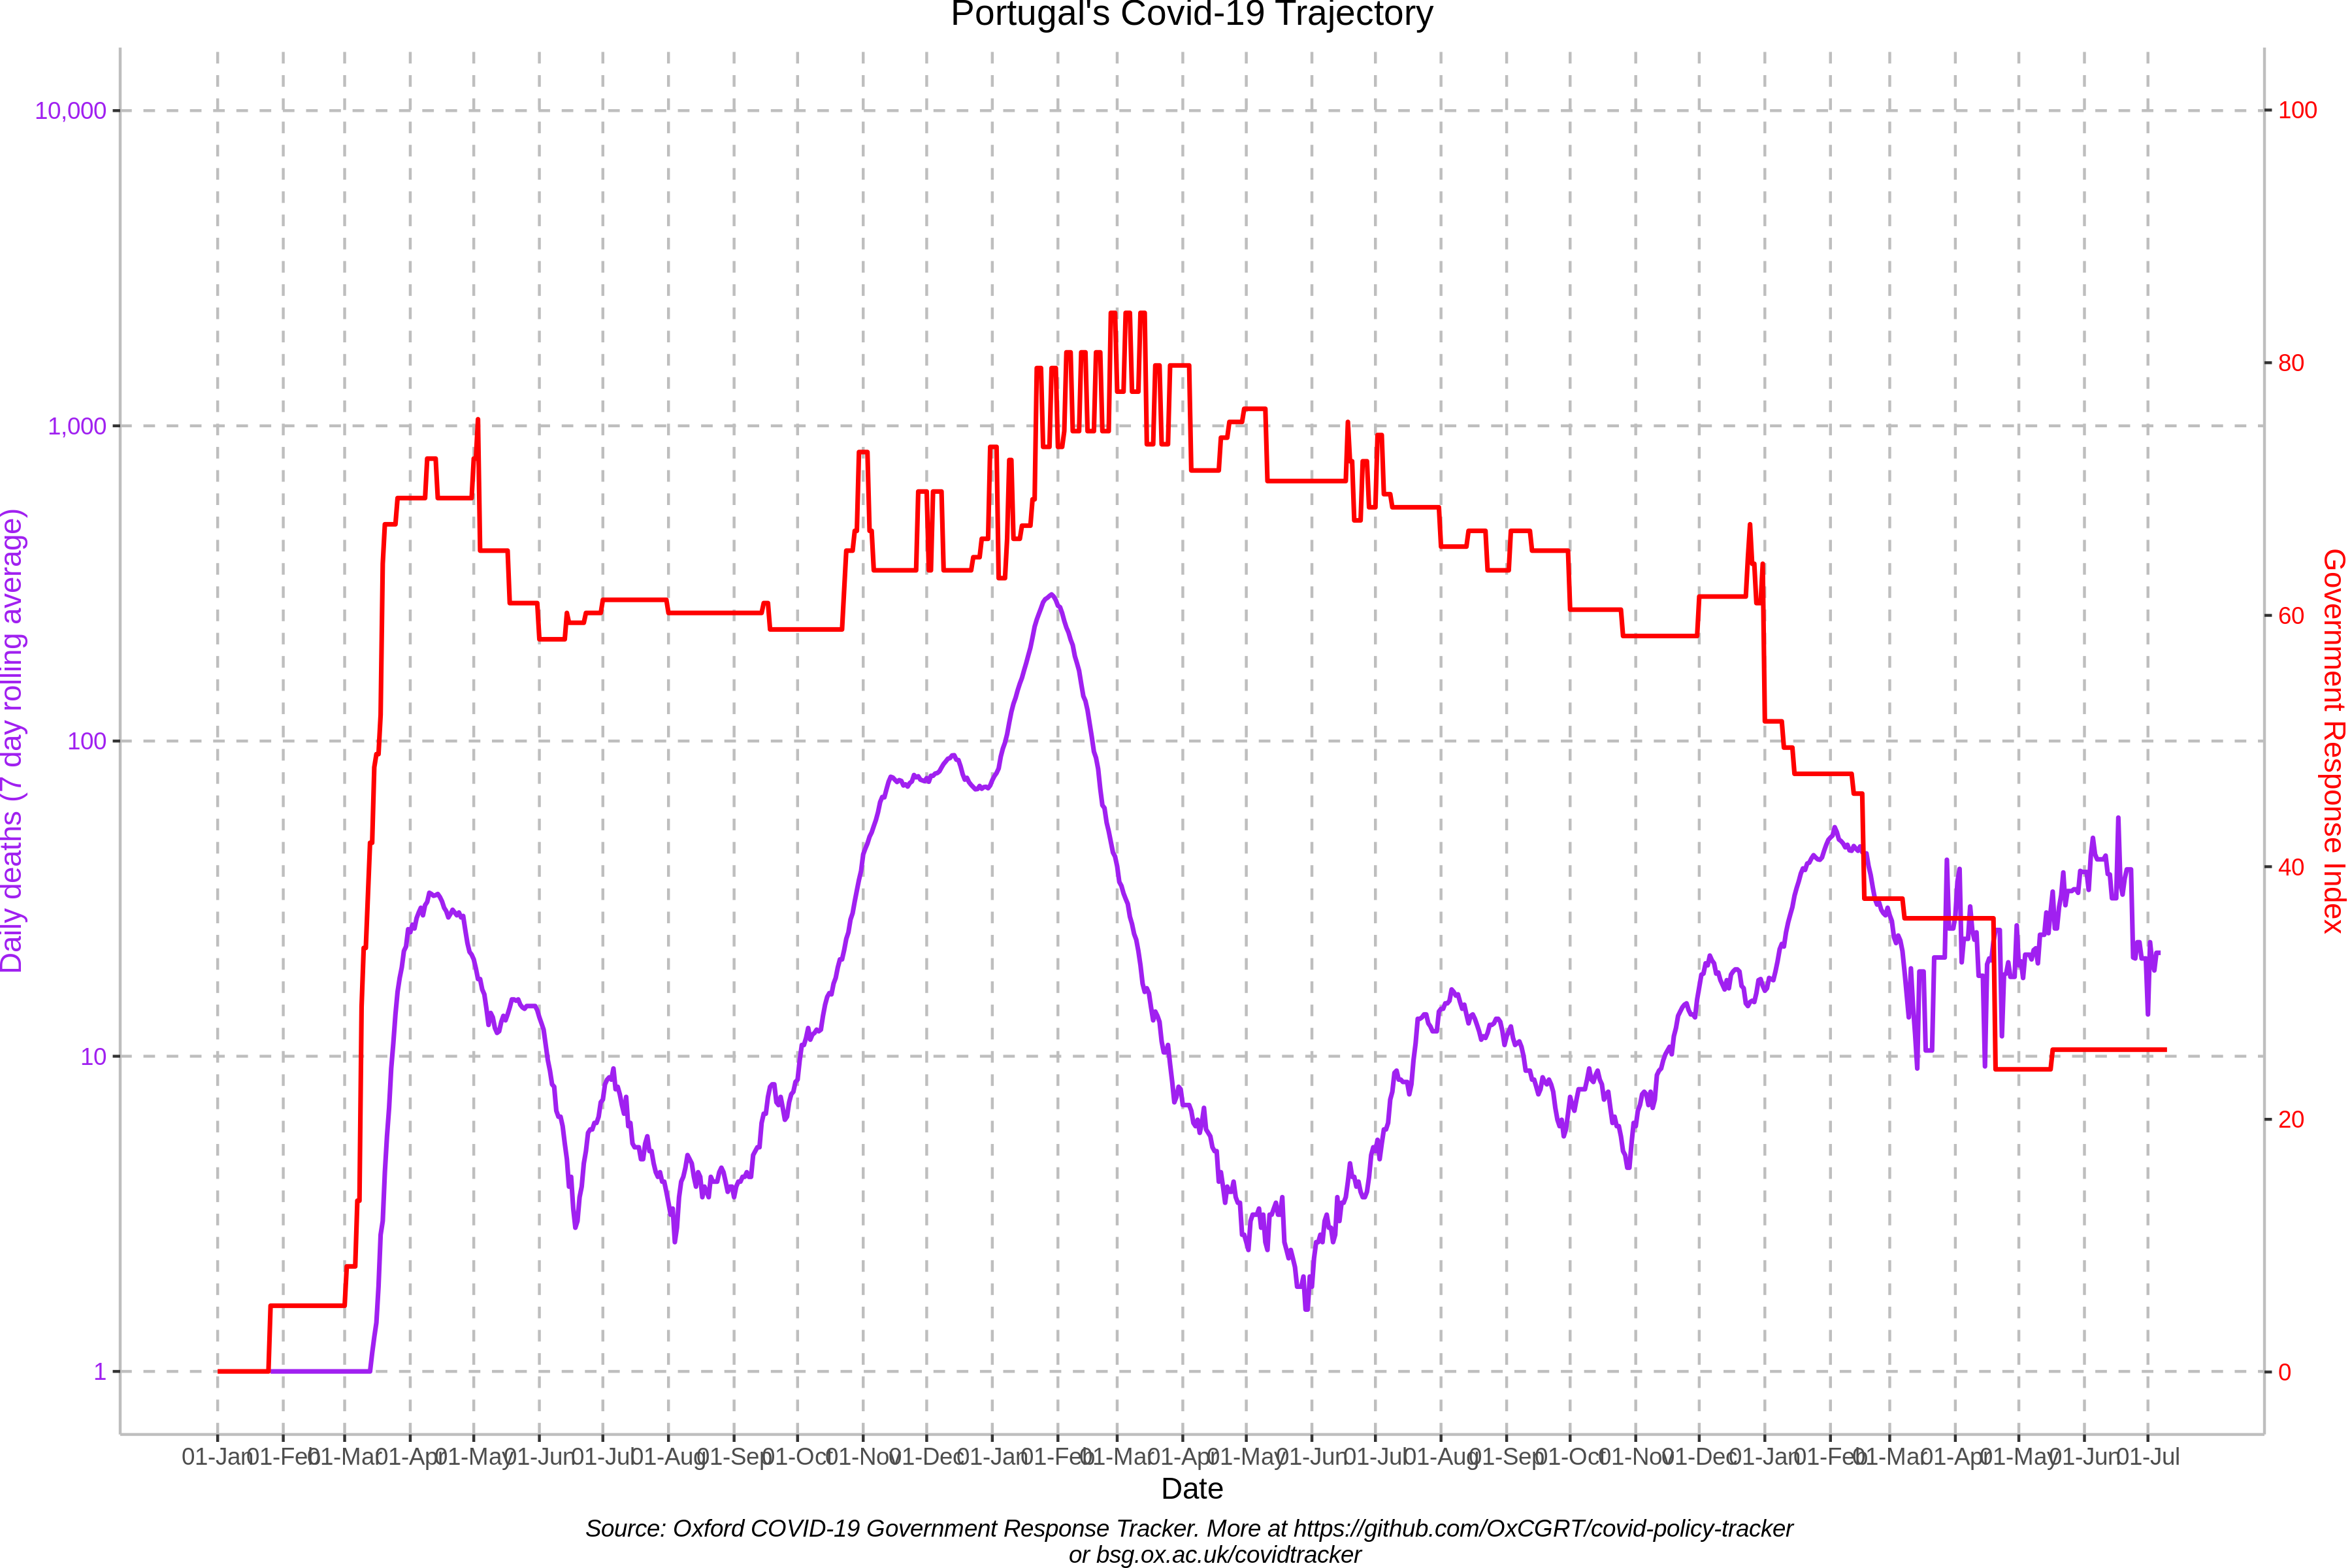 Portugal's Covid-19 Trajectory
10,000
1,000
100
10
1
Daily deaths (7 day rolling average)
100
80
60
40
20
0
Government Response Index
01-Jan 01-Feb 01-Mar 01-Apr 01-May 01-Jun 01-Jul 01-Aug 01-Sep 01-Oct 01-Nov 01-Dec 01-Jan 01-Feb 01-Mar 01-Apr 01-May 01-Jun 01-Jul 01-Aug 01-Sep 01-Oct 01-Nov 01-Dec 01-Jan 01-Feb 01-Mar 01-Apr 01-May 01-Jun 01-Jul
Date
Source: Oxford COVID-19 Government Response Tracker. More at https://github.com/OxCGRT/covid-policy-tracker
or bsg.ox.ac.uk/covidtracker